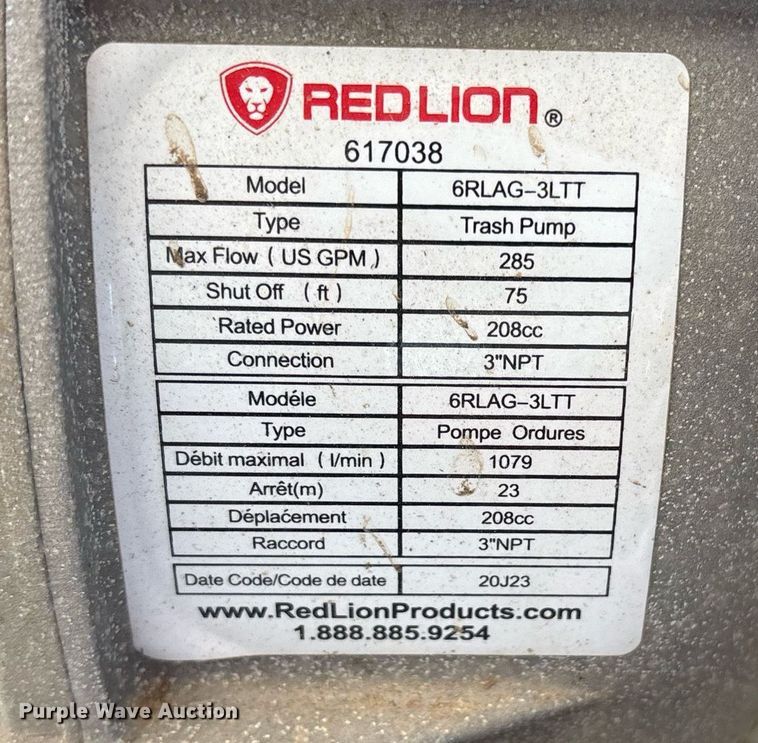 REDLION®
617038
Model 6RLAG-3LTT
Type Trash Pump
Max Flow ( US GPM ) 285
Shut Off ( ft ) 75
Rated Power 208cc
Connection 3"NPT
Modéle 6RLAG-3LTT
Type Pompe Ordures
Débit maximal ( l/min ) 1079
Arrêt(m) 23
Déplaćement 208cc
Raccord 3"NPT
Date Code/Code de date 20J23
www.RedLionProducts.com
1.888.885.9254
Purple Wave Auction